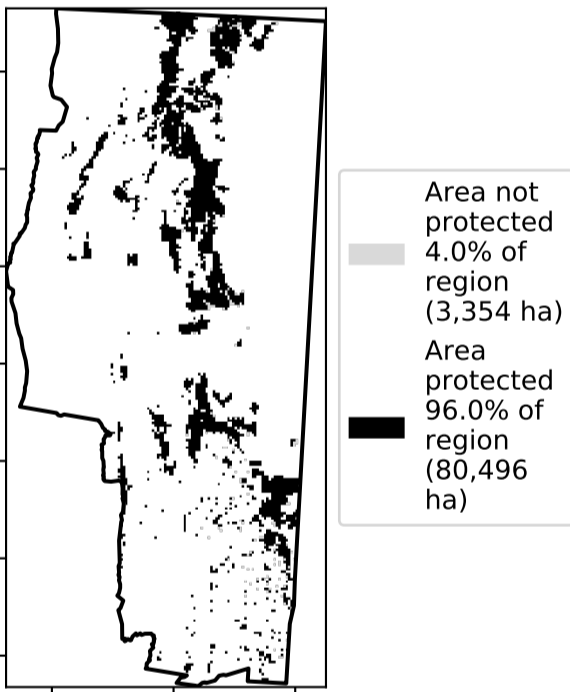 Area not
protected
4.0% of
region
(3,354 ha)
Area
protected
96.0% of
region
(80,496
ha)